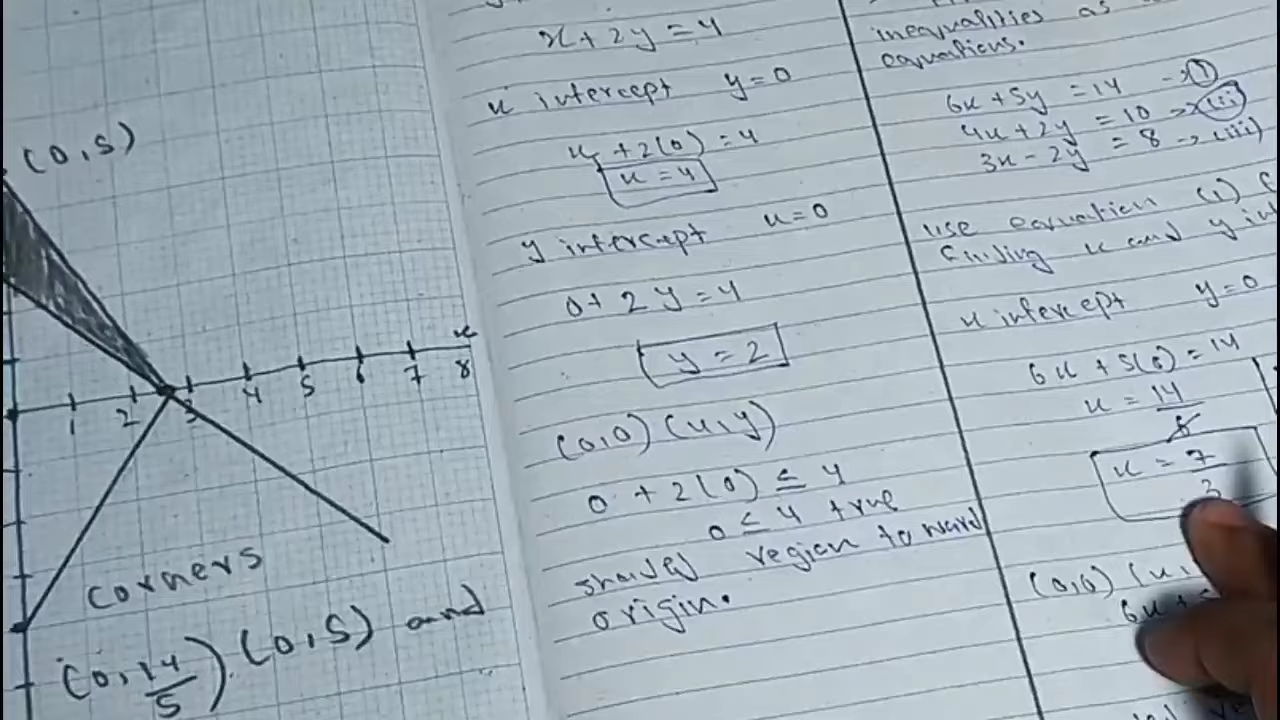 (0,5)
x
1 2 3 4 5 6 7 8
corners
(0, 14/5) (0,5) and
x + 2y = 4
x intercept y=0
x + 2(0) = 4
x = 4
y intercept x=0
0 + 2y = 4
y = 2
(0,0) (x,y)
0 + 2(0) ≤ 4
0 ≤ 4 true
shaded region toward
origin.
inequalities as
equations.
6x + 5y = 14 → (i)
4x + 2y = 10 → (ii)
3x - 2y = 8 → (iii)
use equation (i)
finding x and y
x intercept y=0
6x + 5(0) = 14
x = 14/6
x = 7/3
(0,0)